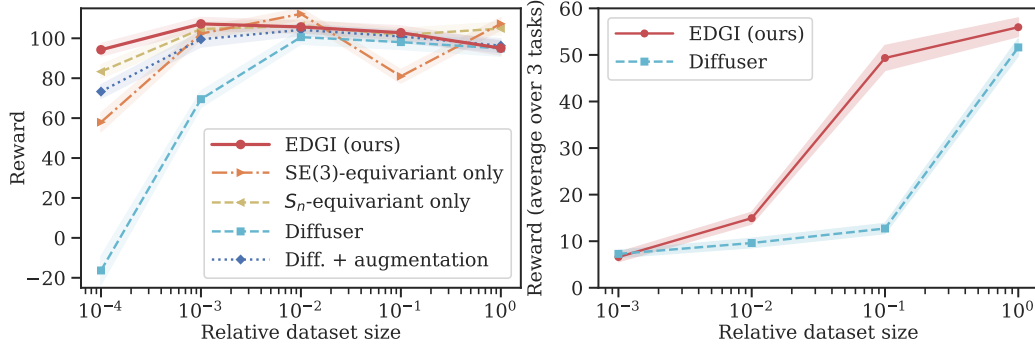 100
80
60
40
20
0
−20
Reward
EDGI (ours)
SE(3)-equivariant only
Sn-equivariant only
Diffuser
Diff. + augmentation
10−4
10−3
10−2
10−1
100
Relative dataset size
60
50
40
30
20
10
0
Reward (average over 3 tasks)
EDGI (ours)
Diffuser
10−3
10−2
10−1
100
Relative dataset size